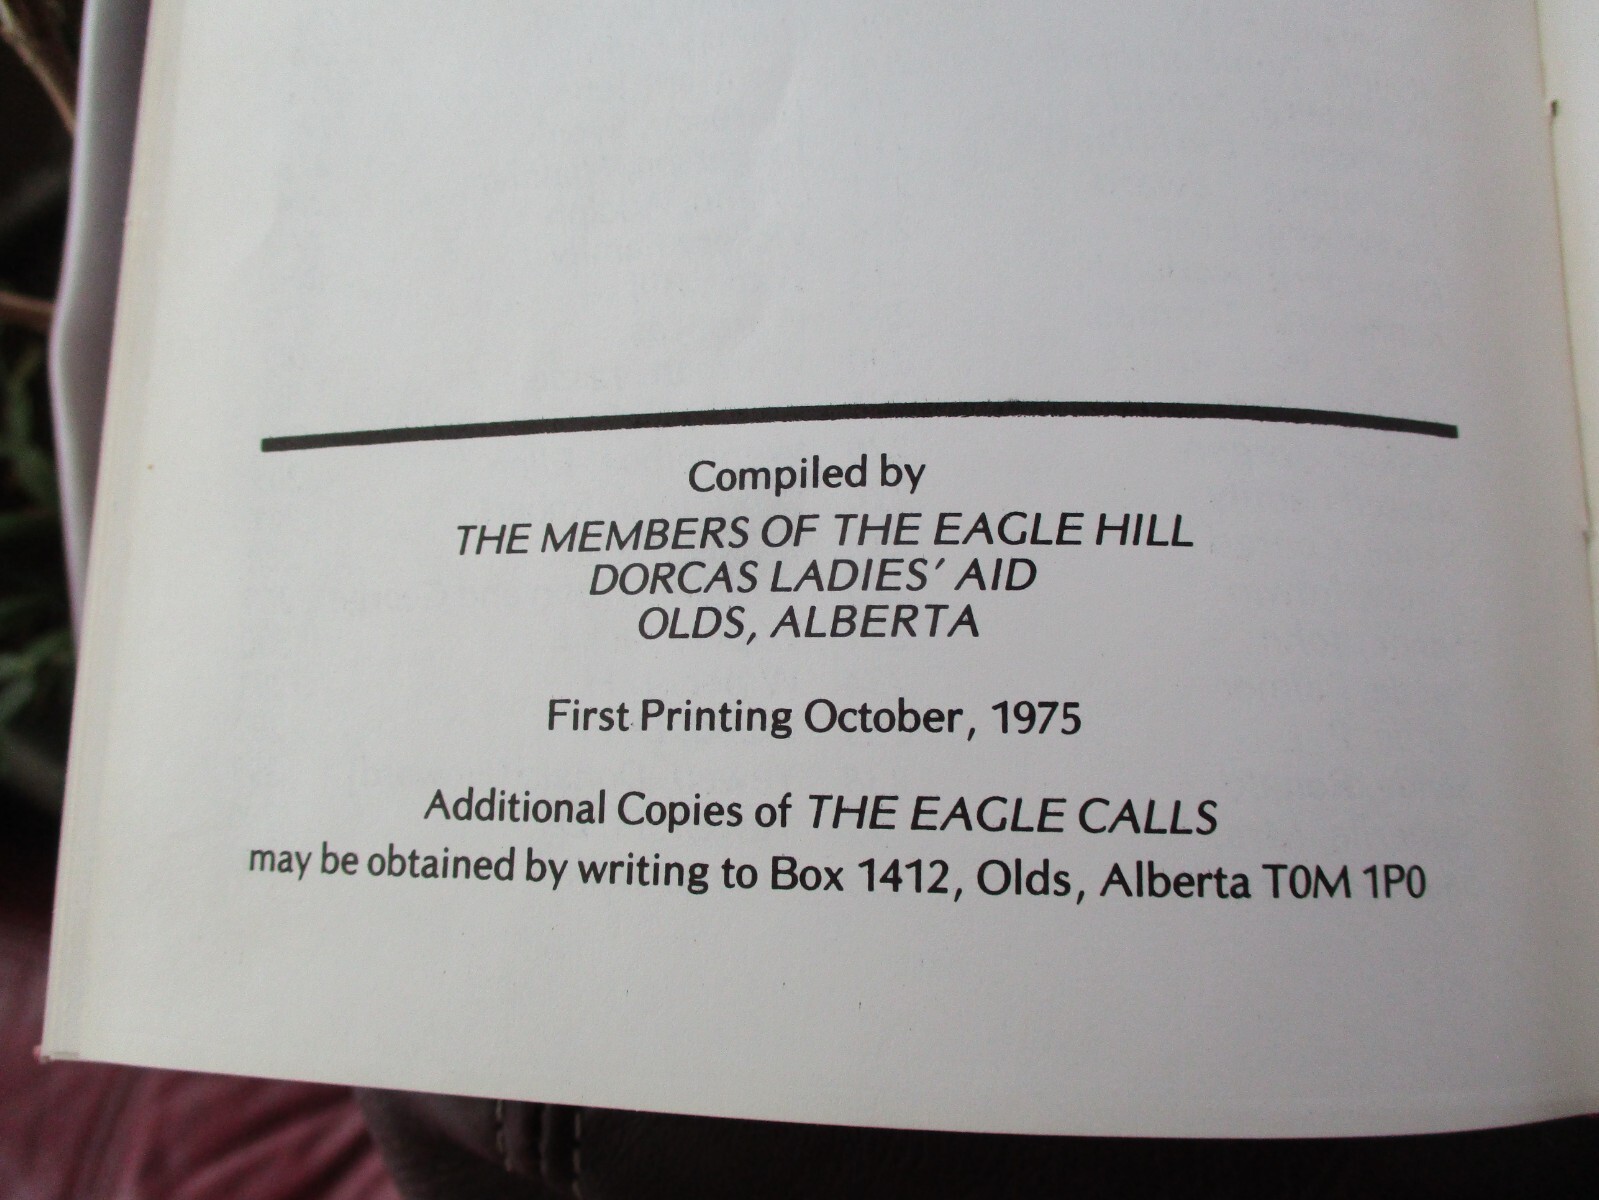 Compiled by
THE MEMBERS OF THE EAGLE HILL
DORCAS LADIES' AID
OLDS, ALBERTA
First Printing October, 1975
Additional Copies of THE EAGLE CALLS
may be obtained by writing to Box 1412, Olds, Alberta T0M 1P0